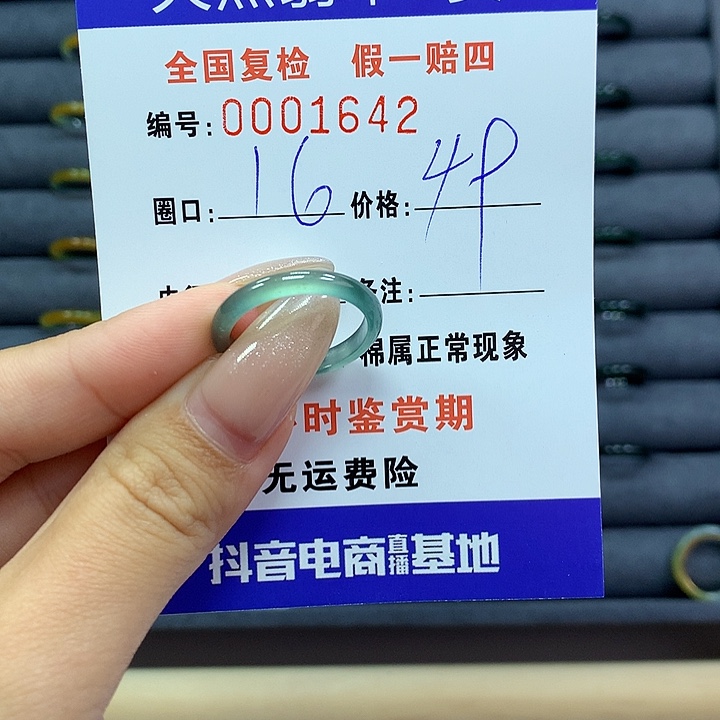 全国复检 假一赔四
编号:0001642
圈口: 16 价格: 4P
备注:
棉属正常现象
时鉴赏期
无运费险
抖音电商直播基地